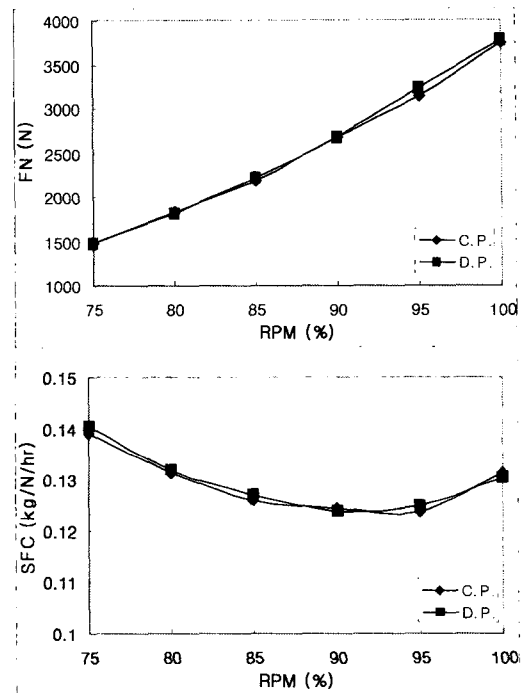 4000
3500
3000
2500
2000
1500
1000
FN (N)
75 80 85 90 95 100
RPM (%)
C.P.
D.P.
0.15
0.14
0.13
0.12
0.11
0.1
SFC (kg/N/hr)
75 80 85 90 95 100
RPM (%)
C.P.
D.P.